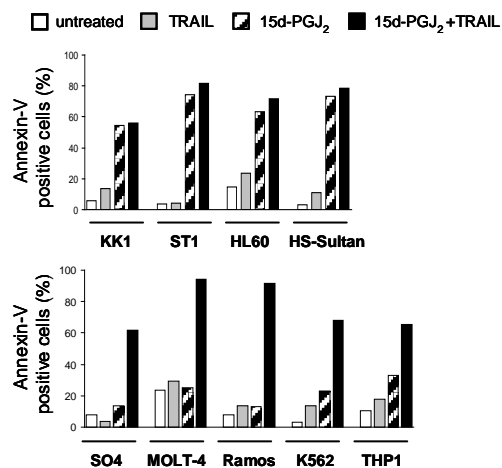 untreated TRAIL 15d-PGJ₂ 15d-PGJ₂+TRAIL
Annexin-V
positive cells (%)
100
80
60
40
20
0
KK1 ST1 HL60 HS-Sultan
Annexin-V
positive cells (%)
100
80
60
40
20
0
SO4 MOLT-4 Ramos K562 THP1